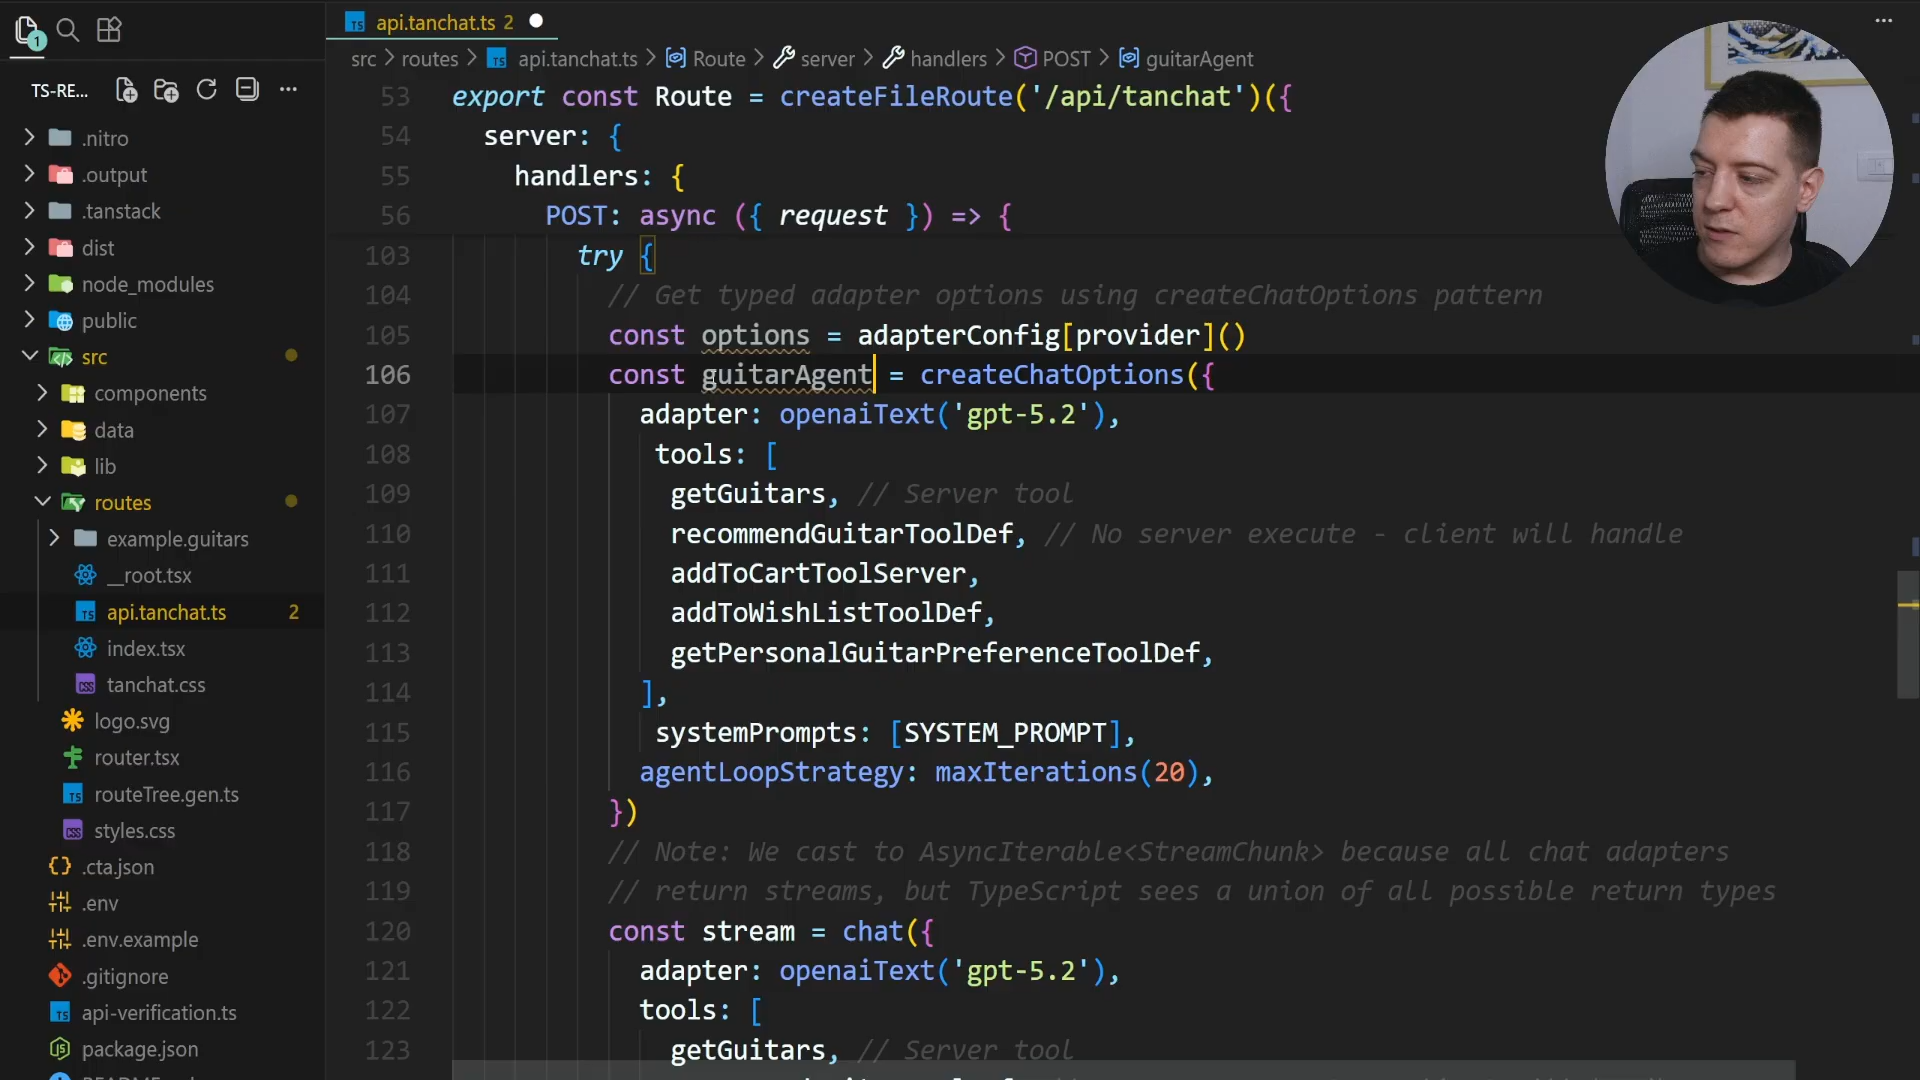 1
TS-RE...
.nitro
.output
.tanstack
dist
node_modules
public
src
components
data
lib
routes
example.guitars
__root.tsx
api.tanchat.ts 2
index.tsx
tanchat.css
logo.svg
router.tsx
routeTree.gen.ts
styles.css
.cta.json
.env
.env.example
.gitignore
api-verification.ts
package.json
api.tanchat.ts 2
src > routes > api.tanchat.ts > Route > server > handlers > POST > guitarAgent
53 export const Route = createFileRoute('/api/tanchat')({
54 server: {
55 handlers: {
56 POST: async ({ request }) => {
103 try {
104 // Get typed adapter options using createChatOptions pattern
105 const options = adapterConfig[provider]()
106 const guitarAgent = createChatOptions({
107 adapter: openaiText('gpt-5.2'),
108 tools: [
109 getGuitars, // Server tool
110 recommendGuitarToolDef, // No server execute - client will handle
111 addToCartToolServer,
112 addToWishListToolDef,
113 getPersonalGuitarPreferenceToolDef,
114 ],
115 systemPrompts: [SYSTEM_PROMPT],
116 agentLoopStrategy: maxIterations(20),
117 })
118 // Note: We cast to AsyncIterable<StreamChunk> because all chat adapters
119 // return streams, but TypeScript sees a union of all possible return types
120 const stream = chat({
121 adapter: openaiText('gpt-5.2'),
122 tools: [
123 getGuitars, // Server tool